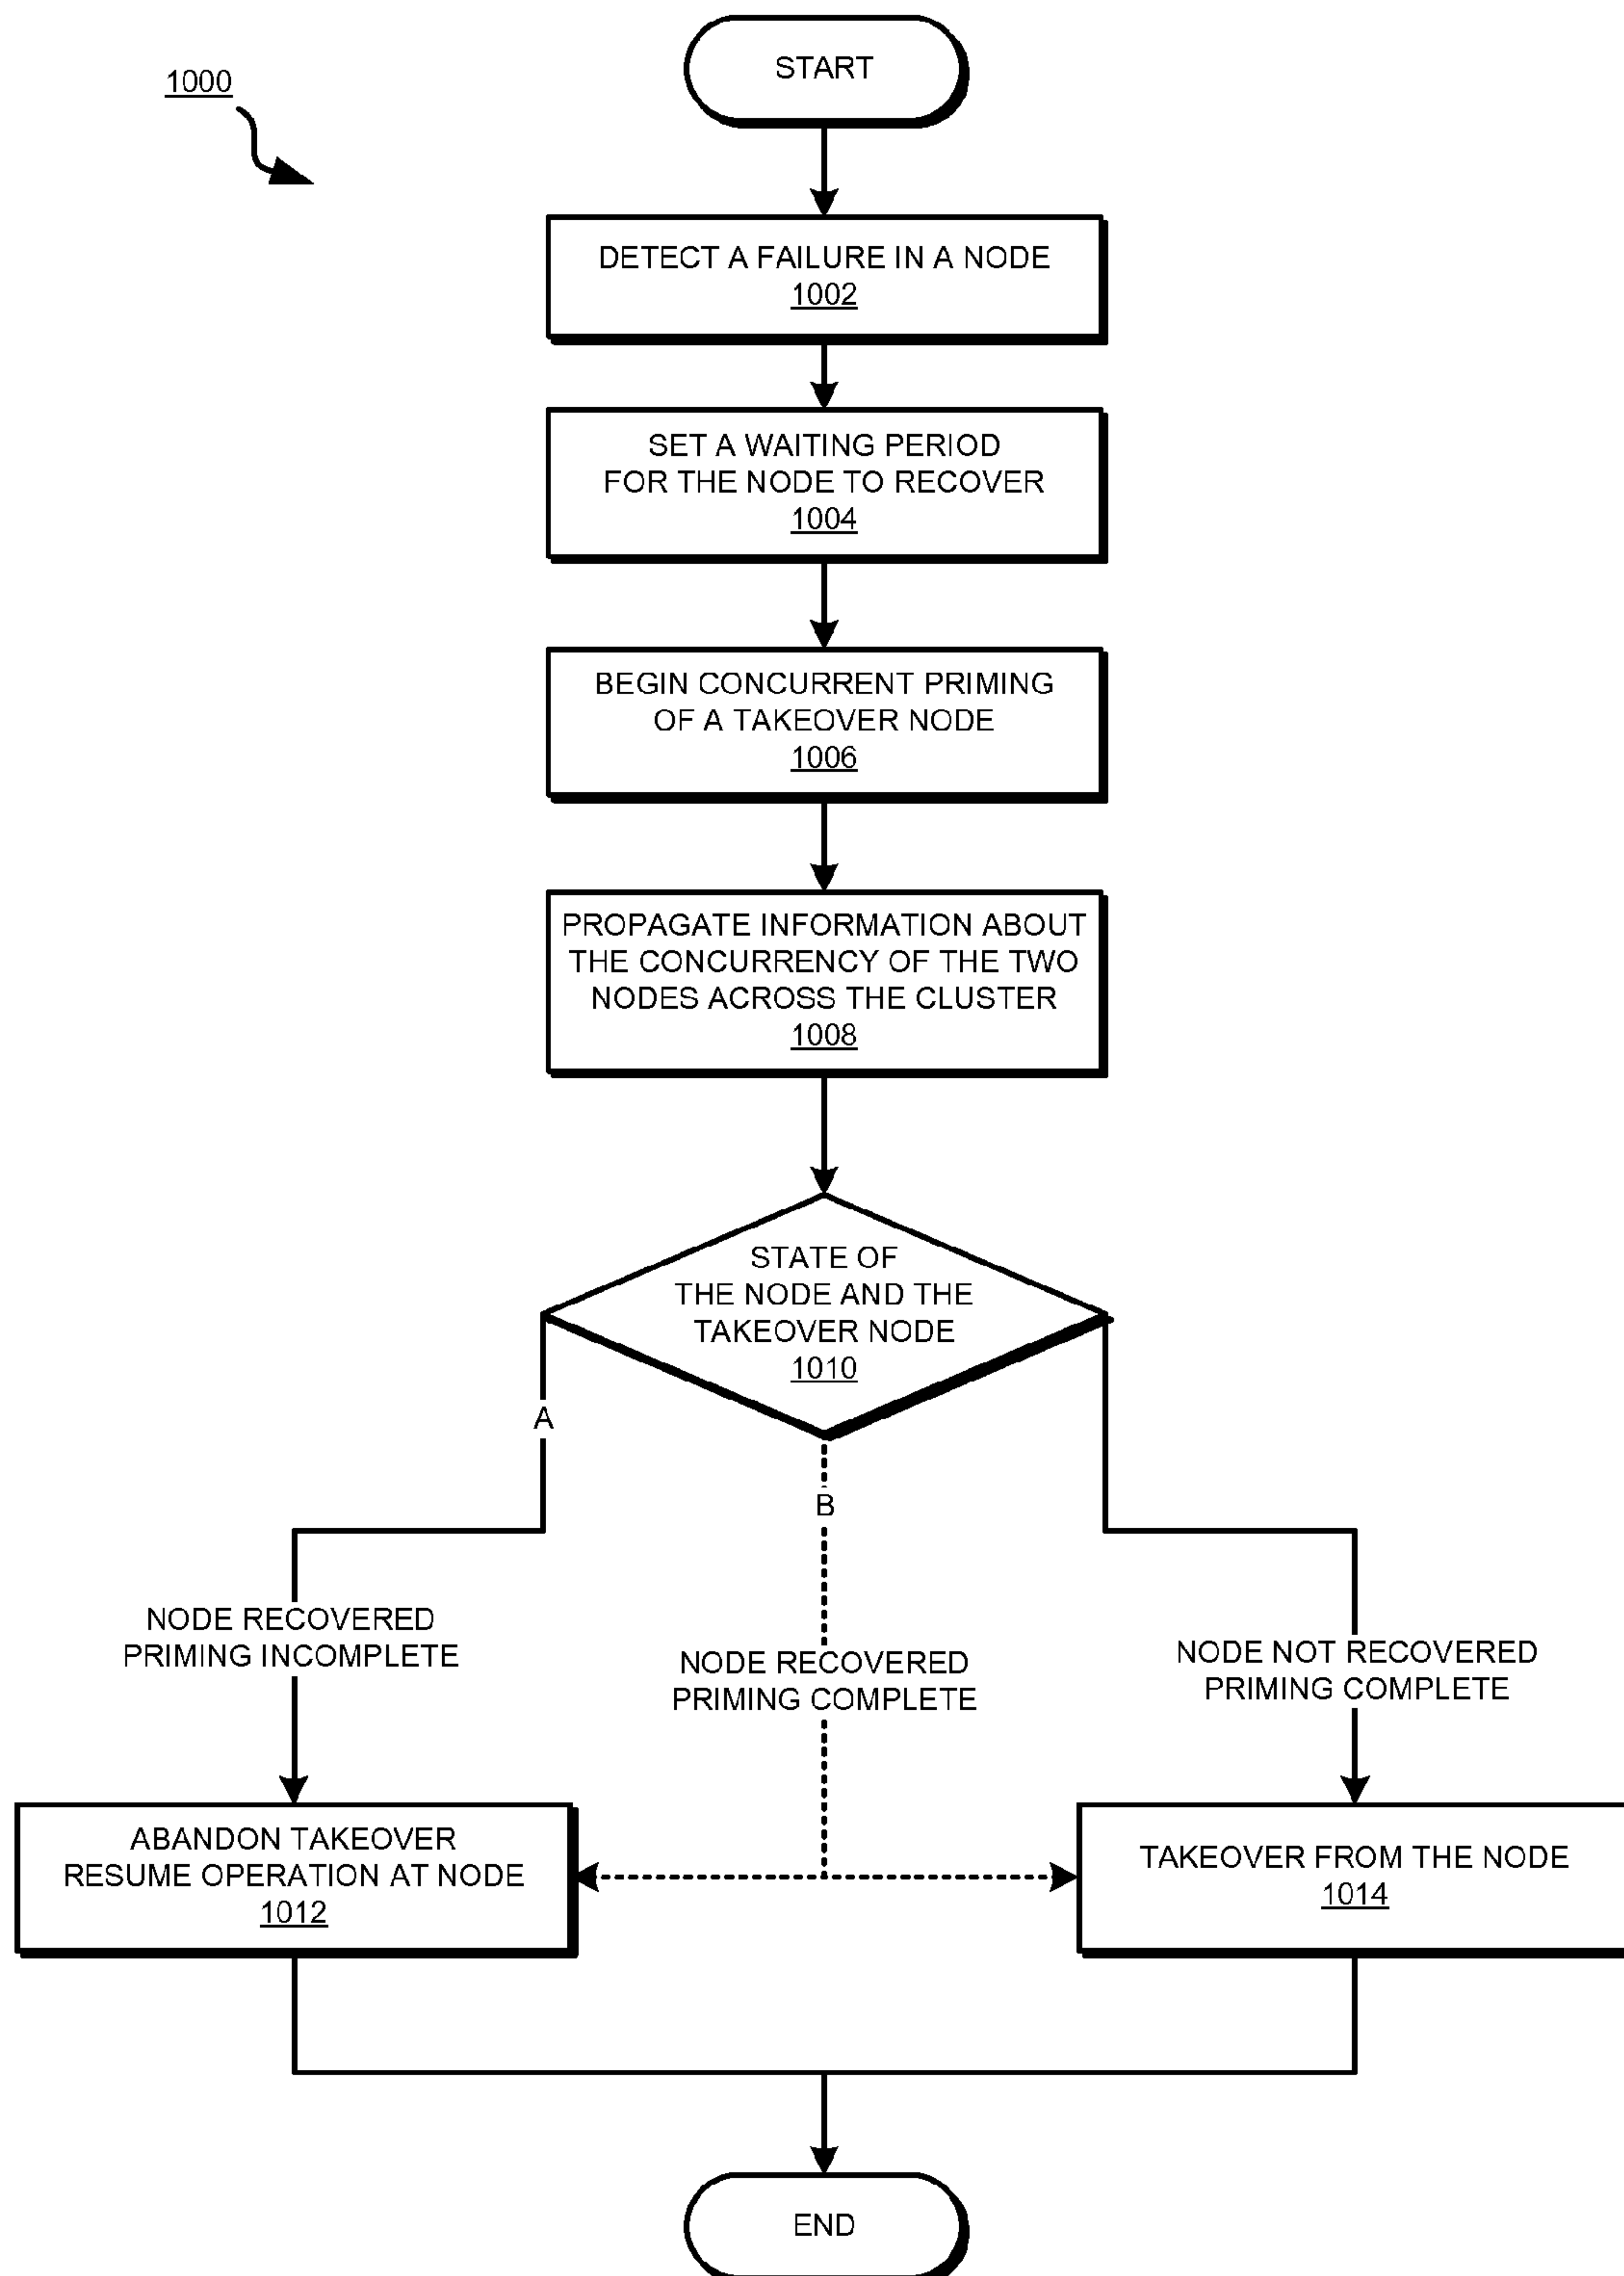 1000
START
DETECT A FAILURE IN A NODE
1002
SET A WAITING PERIOD
FOR THE NODE TO RECOVER
1004
BEGIN CONCURRENT PRIMING
OF A TAKEOVER NODE
1006
PROPAGATE INFORMATION ABOUT
THE CONCURRENCY OF THE TWO
NODES ACROSS THE CLUSTER
1008
STATE OF
THE NODE AND THE
TAKEOVER NODE
1010
A
B
NODE RECOVERED
PRIMING INCOMPLETE
NODE RECOVERED
PRIMING COMPLETE
NODE NOT RECOVERED
PRIMING COMPLETE
ABANDON TAKEOVER
RESUME OPERATION AT NODE
1012
TAKEOVER FROM THE NODE
1014
END